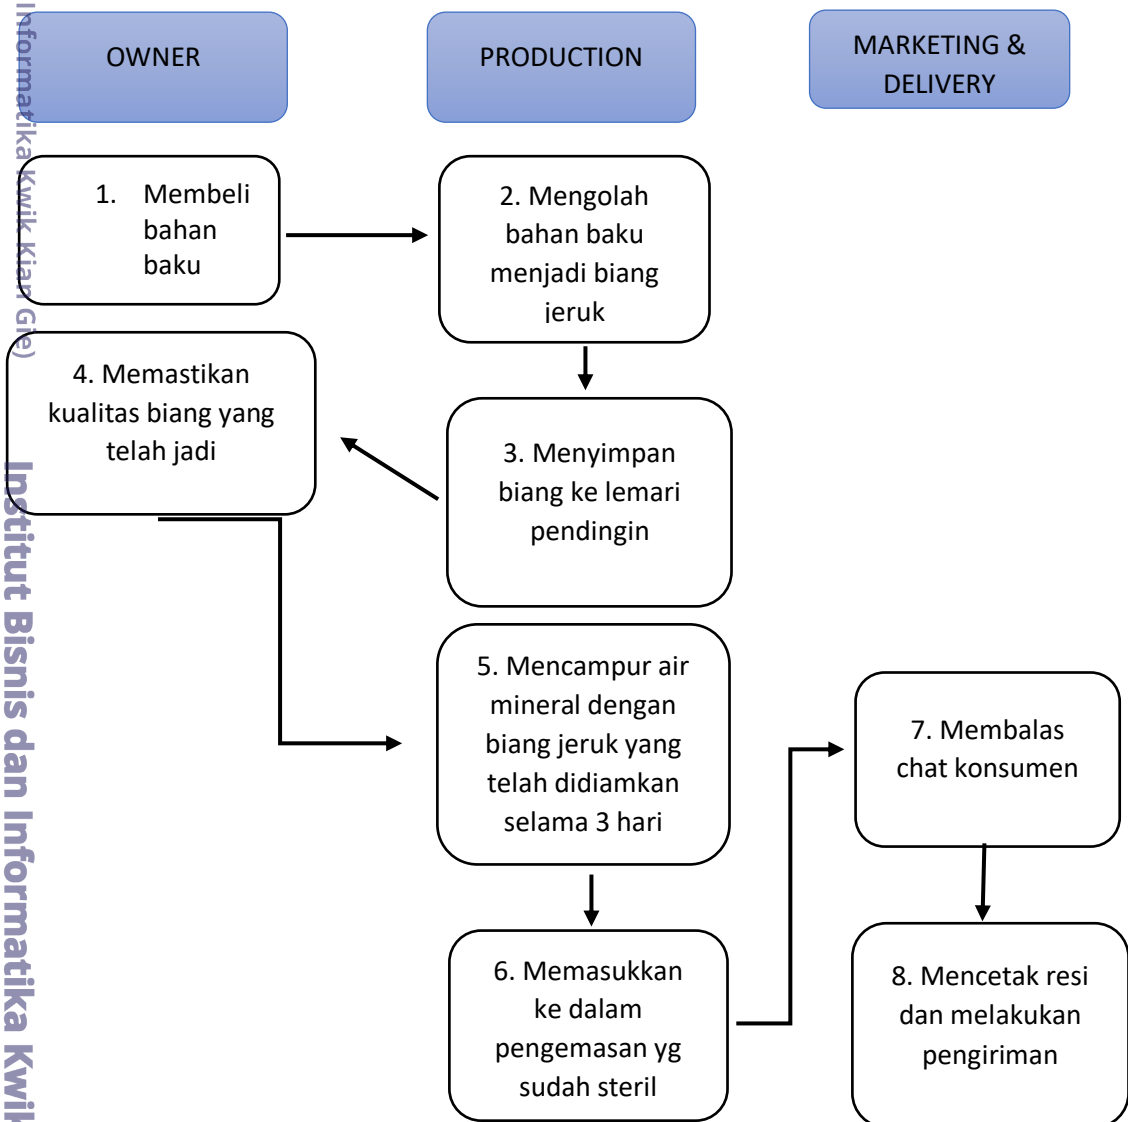 OWNER
PRODUCTION
MARKETING &
DELIVERY
1. Membeli
bahan
baku
2. Mengolah
bahan baku
menjadi biang
jeruk
4. Memastikan
kualitas biang yang
telah jadi
3. Menyimpan
biang ke lemari
pendingin
5. Mencampur air
mineral dengan
biang jeruk yang
telah didiamkan
selama 3 hari
7. Membalas
chat konsumen
6. Memasukkan
ke dalam
pengemasan yg
sudah steril
8. Mencetak resi
dan melakukan
pengiriman
Informatika Kwik Kian Gie)
Institut Bisnis dan Informatika Kwik